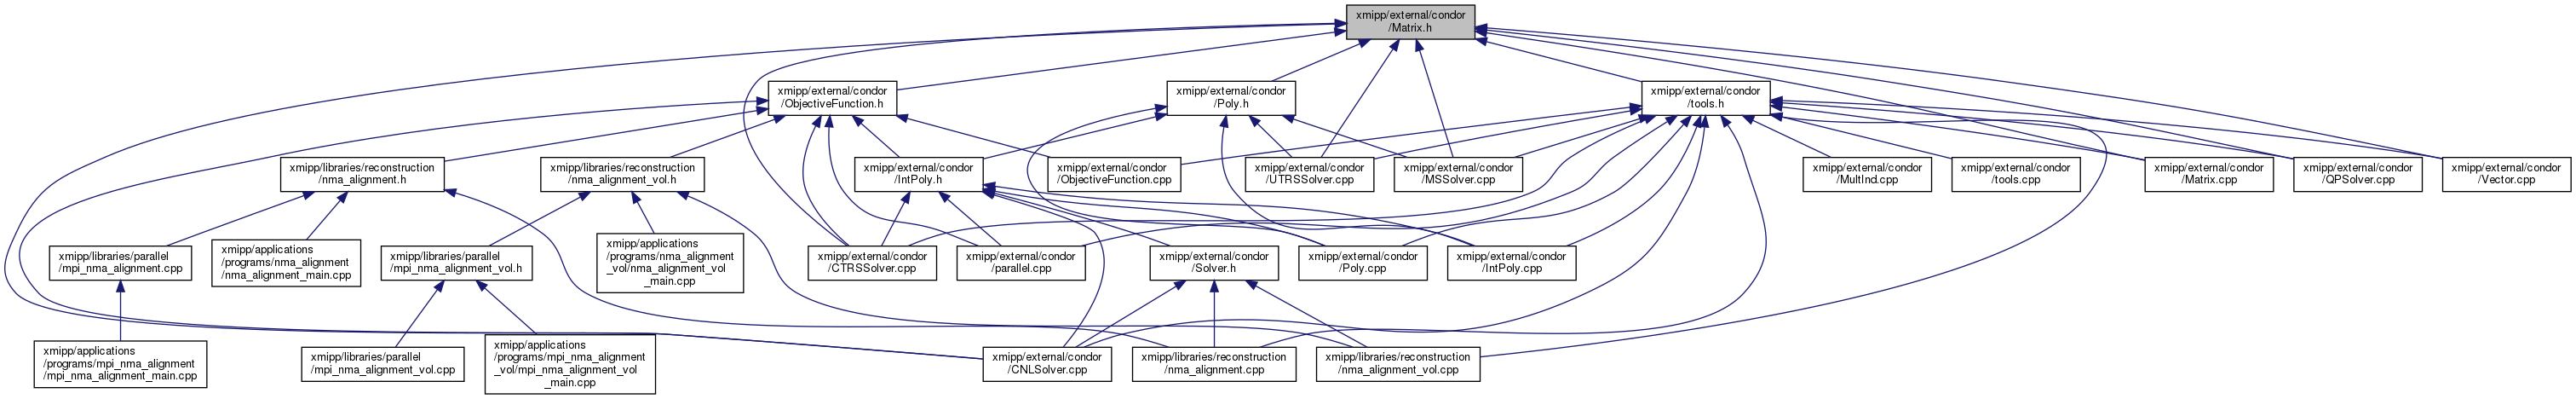 xmipp/external/condor
/Matrix.h
xmipp/external/condor
/ObjectiveFunction.h
xmipp/external/condor
/Poly.h
xmipp/external/condor
/tools.h
xmipp/libraries/reconstruction
/nma_alignment.h
xmipp/libraries/reconstruction
/nma_alignment_vol.h
xmipp/external/condor
/IntPoly.h
xmipp/external/condor
/ObjectiveFunction.cpp
xmipp/external/condor
/UTRSSolver.cpp
xmipp/external/condor
/MSSolver.cpp
xmipp/external/condor
/MultInd.cpp
xmipp/external/condor
/tools.cpp
xmipp/external/condor
/Matrix.cpp
xmipp/external/condor
/QPSolver.cpp
xmipp/external/condor
/Vector.cpp
xmipp/libraries/parallel
/mpi_nma_alignment.cpp
xmipp/applications
/programs/nma_alignment
/nma_alignment_main.cpp
xmipp/libraries/parallel
/mpi_nma_alignment_vol.h
xmipp/applications
/programs/nma_alignment
_vol/nma_alignment_vol
_main.cpp
xmipp/external/condor
/CTRSSolver.cpp
xmipp/external/condor
/parallel.cpp
xmipp/external/condor
/Solver.h
xmipp/external/condor
/Poly.cpp
xmipp/external/condor
/IntPoly.cpp
xmipp/applications
/programs/mpi_nma_alignment
/mpi_nma_alignment_main.cpp
xmipp/libraries/parallel
/mpi_nma_alignment_vol.cpp
xmipp/applications
/programs/mpi_nma_alignment
_vol/mpi_nma_alignment_vol
_main.cpp
xmipp/external/condor
/CNLSolver.cpp
xmipp/libraries/reconstruction
/nma_alignment.cpp
xmipp/libraries/reconstruction
/nma_alignment_vol.cpp